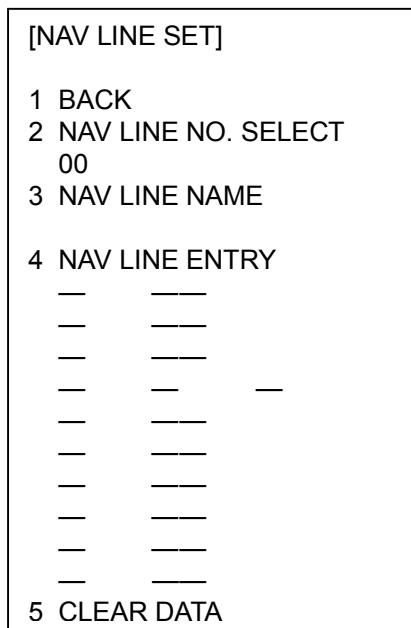 [NAV LINE SET]
1 BACK
2 NAV LINE NO. SELECT
00
3 NAV LINE NAME
4 NAV LINE ENTRY
— ——
— ——
— ——
— — —
— ——
— ——
— ——
— ——
— ——
— ——
5 CLEAR DATA